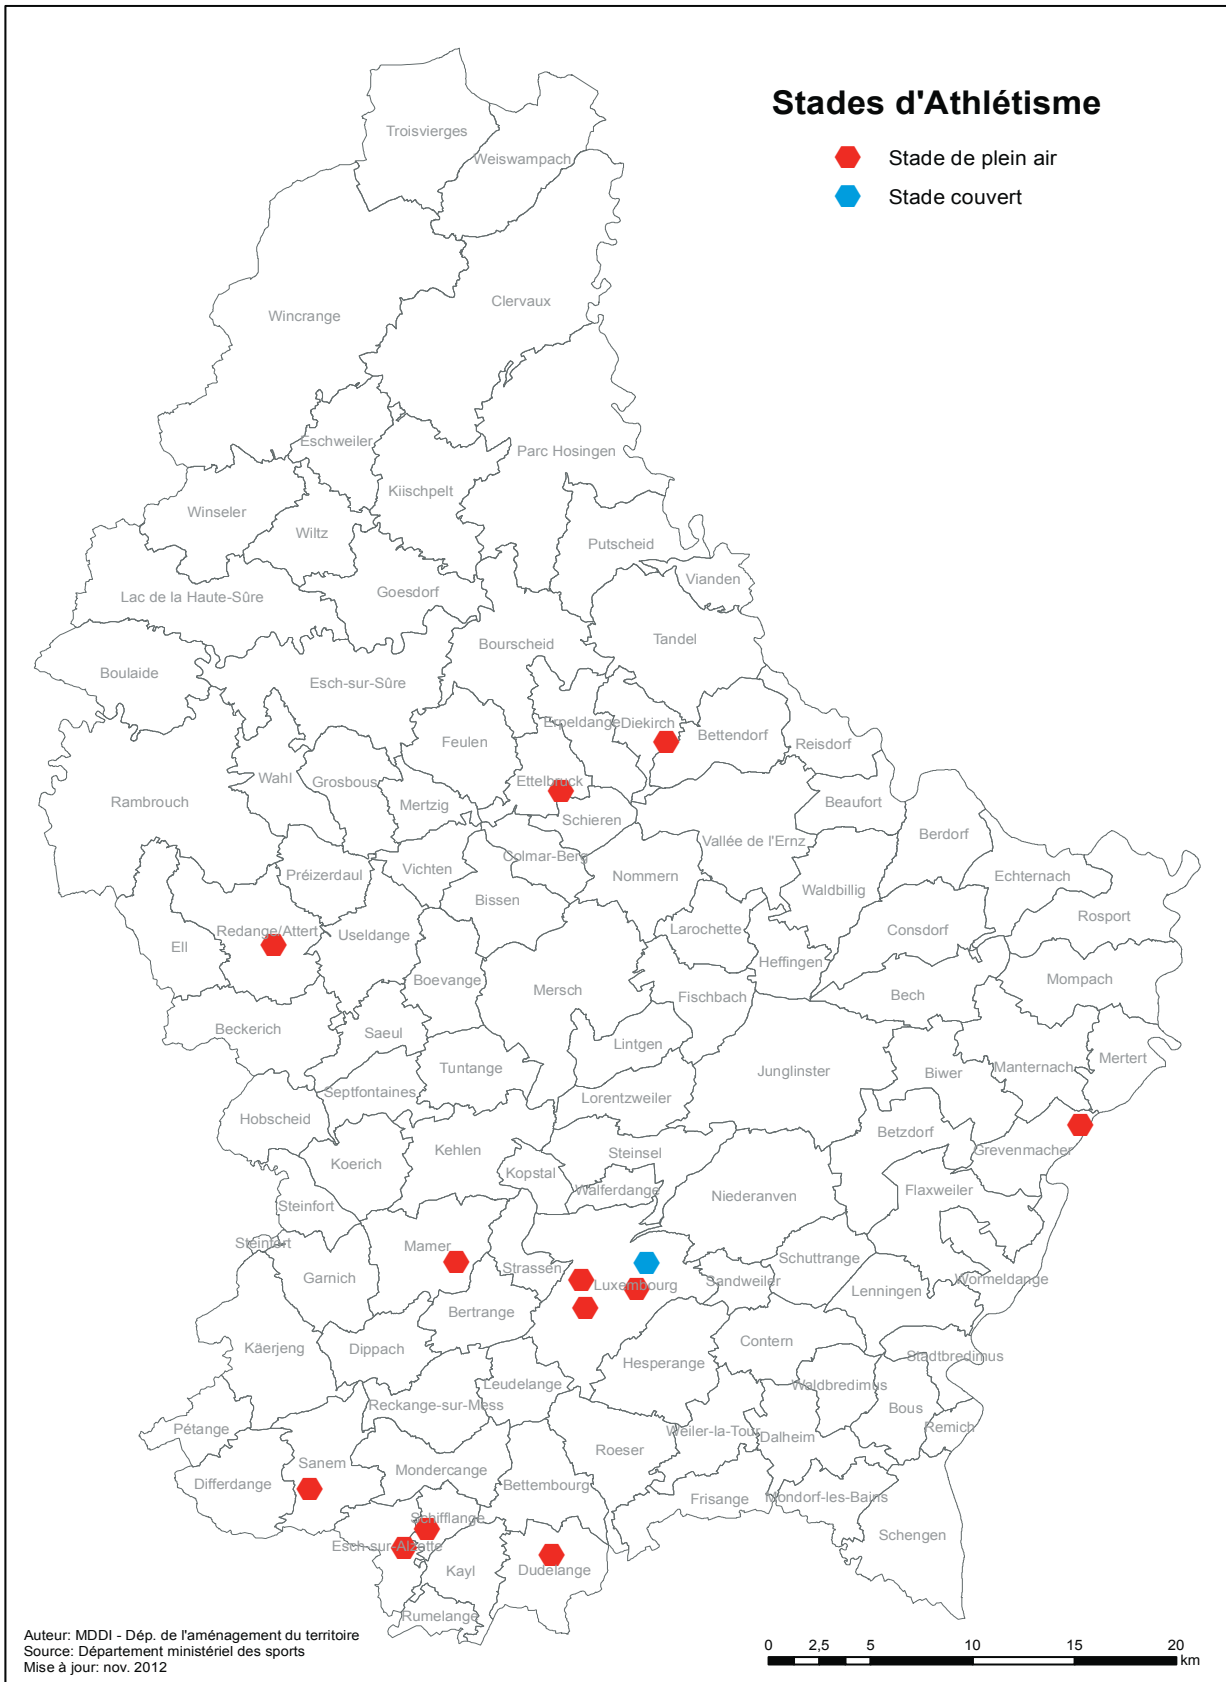 Stades d'Athlétisme
Stade de plein air
Stade couvert
Troisvierges
Weiswampach
Clervaux
Wincrange
Eschweiler
Parc Hosingen
Kiischpelt
Winseler
Wiltz
Putscheid
Vianden
Lac de la Haute-Sûre
Goesdorf
Tandel
Bourscheid
Boulaide
Esch-sur-Sûre
Erpeldange
Diekirch
Bettendorf
Reisdorf
Feulen
Wahl
Grosbous
Ettelbruck
Rambrouch
Mertzig
Beaufort
Schieren
Berdorf
Vallée de l'Ernz
Colmar-Berg
Vichten
Préizerdaul
Nommern
Echternach
Waldbillig
Bissen
Rosport
Redange/Attert
Useldange
Larochette
Consdorf
Ell
Heffingen
Boevange
Mersch
Fischbach
Bech
Mompach
Beckerich
Saeul
Lintgen
Mertert
Tuntange
Junglinster
Biwer
Manternach
Septfontaines
Lorentzweiler
Hobscheid
Betzdorf
Kehlen
Steinsel
Grevenmacher
Koerich
Kopstal
Walferdange
Niederanven
Flaxweiler
Steinfort
Steinfort
Mamer
Strassen
Schuttrange
Garnich
Luxembourg
Sandweiler
Wormeldange
Lenningen
Bertrange
Contern
Käerjeng
Dippach
Stadtbredimus
Hesperange
Leudelange
Waldbredimus
Reckange-sur-Mess
Bous
Pétange
Remich
Weiler-la-Tour
Dalheim
Roeser
Sanem
Mondercange
Differdange
Bettembourg
Frisange
Mondorf-les-Bains
Schifflange
Schengen
Esch-sur-Alzette
Kayl
Dudelange
Rumelange
Auteur: MDDI - Dép. de l'aménagement du territoire
Source: Département ministériel des sports
Mise à jour: nov. 2012
0 2,5 5 10 15 20
km